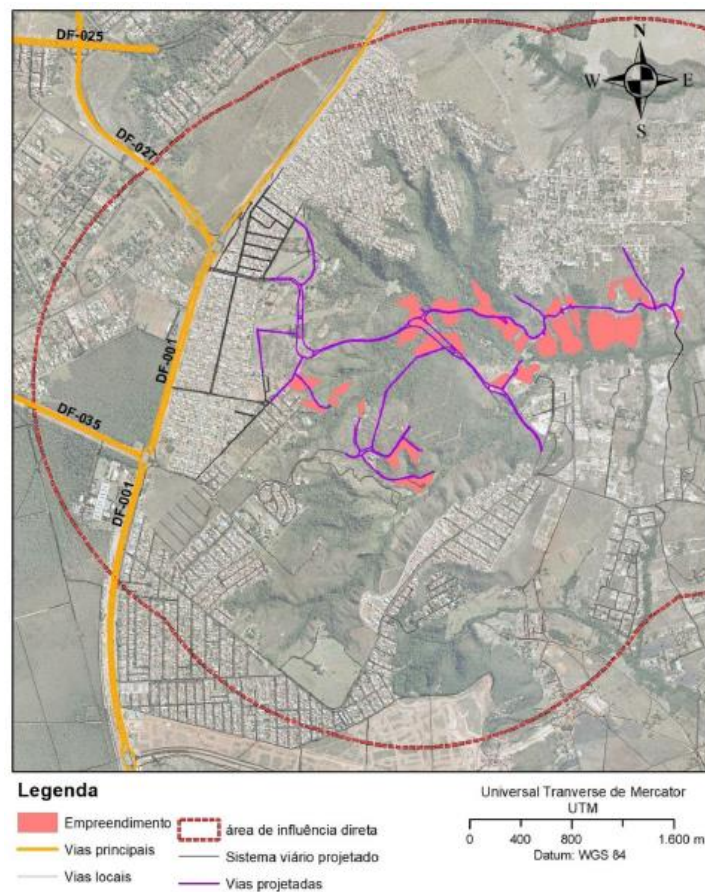 DF-025
N
W E
S
DF-027
DF-001
DF-035
DF-001
Legenda
Empreendimento
Vias principais
Vias locais
área de influência direta
Sistema viário projetado
Vias projetadas
Universal Tranverse de Mercator
UTM
0 400 800 1.600 m
Datum: WGS 84